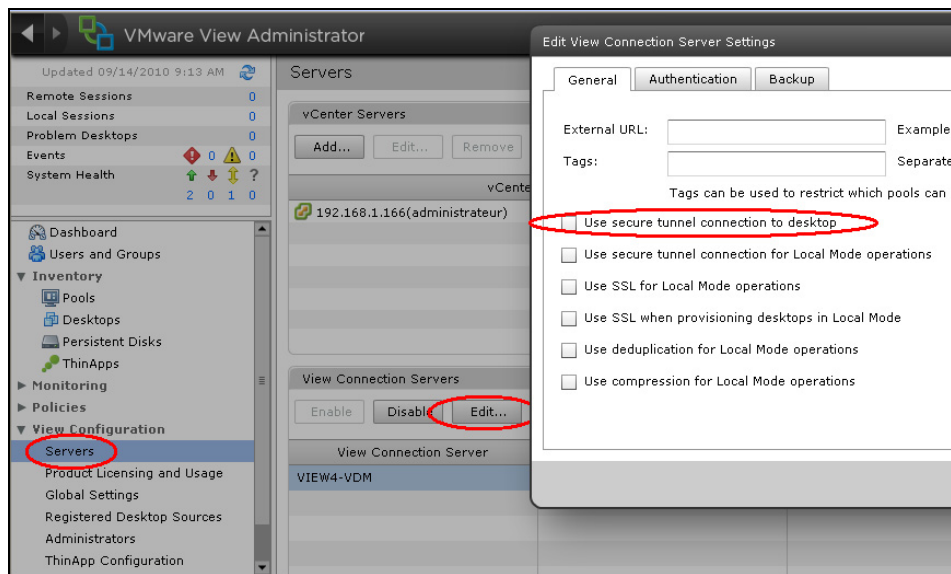 VMware View Administrator
Updated 09/14/2010 9:13 AM
Remote Sessions 0
Local Sessions 0
Problem Desktops 0
Events 0 0
System Health ?
2 0 1 0
Dashboard
Users and Groups
Inventory
Pools
Desktops
Persistent Disks
ThinApps
Monitoring
Policies
View Configuration
Servers
Product Licensing and Usage
Global Settings
Registered Desktop Sources
Administrators
ThinApp Configuration
Servers
vCenter Servers
Add... Edit... Remove
vCente
192.168.1.166(administrateur)
View Connection Servers
Enable Disable Edit...
View Connection Server
VIEW4-VDM
Edit View Connection Server Settings
General Authentication Backup
External URL: Example
Tags: Separate
Tags can be used to restrict which pools can
Use secure tunnel connection to desktop
Use secure tunnel connection for Local Mode operations
Use SSL for Local Mode operations
Use SSL when provisioning desktops in Local Mode
Use deduplication for Local Mode operations
Use compression for Local Mode operations